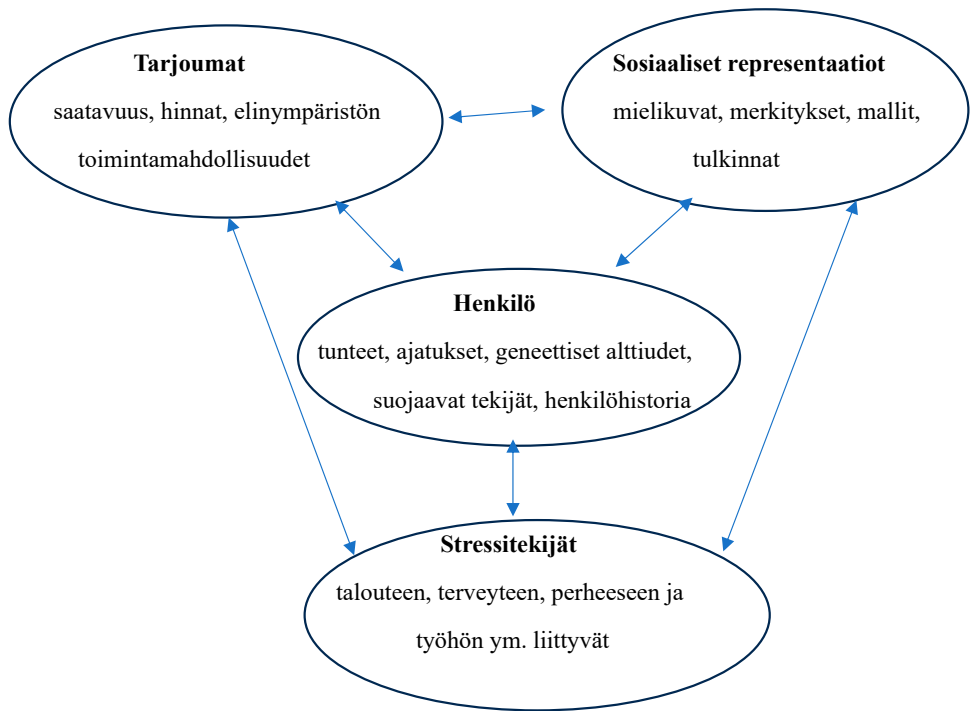 Tarjoumat
saatavuus, hinnat, elinympäristön
toimintamahdollisuudet
Sosiaaliset representaatiot
mielikuvat, merkitykset, mallit,
tulkinnat
Henkilö
tunteet, ajatukset, geneettiset alttiudet,
suojaavat tekijät, henkilöhistoria
Stressitekijät
talouteen, terveyteen, perheeseen ja
työhön ym. liittyvät